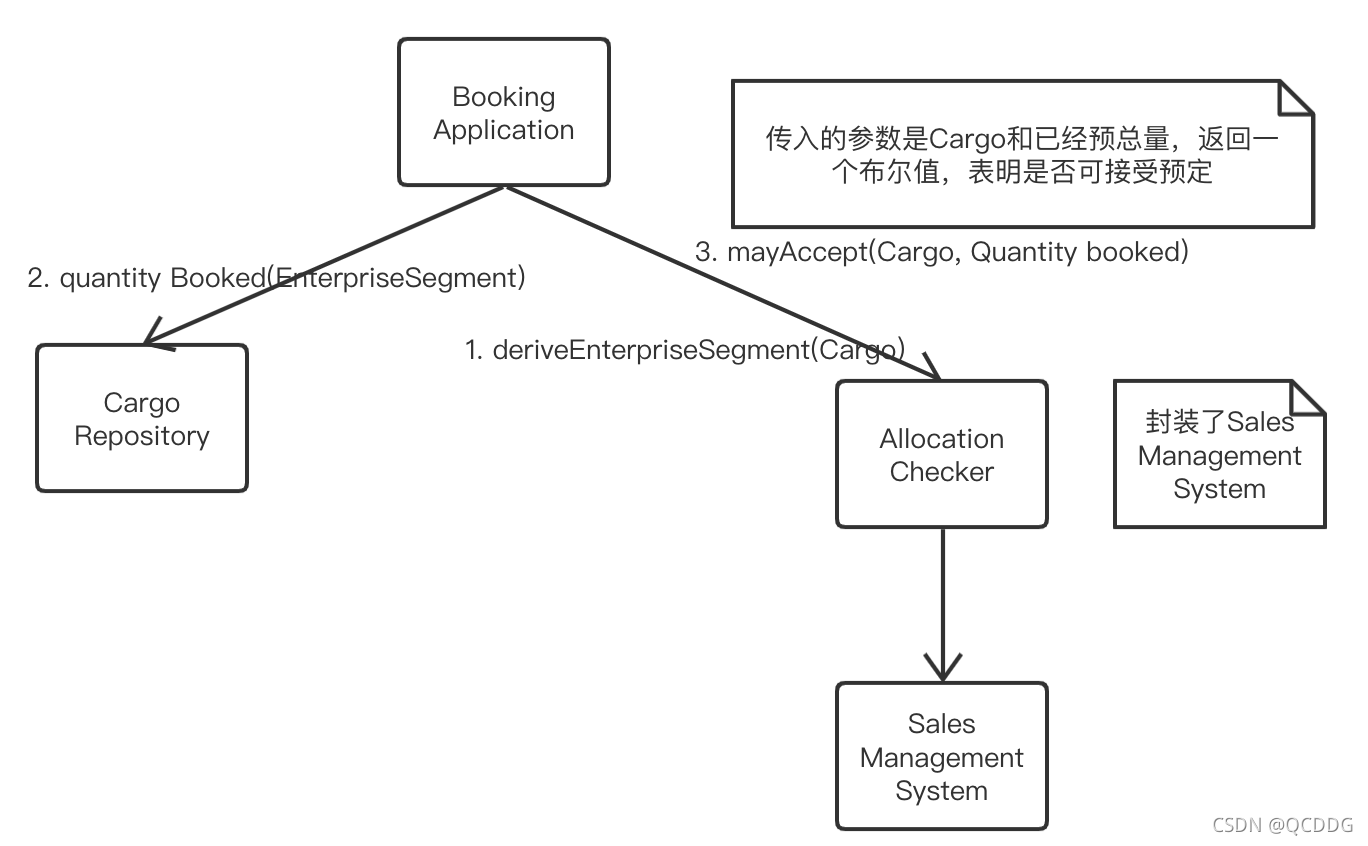 Booking
Application
传入的参数是Cargo和已经预总量，返回一
个布尔值，表明是否可接受预定
3. mayAccept(Cargo, Quantity booked)
2. quantity Booked(EnterpriseSegment)
1. deriveEnterpriseSegment(Cargo)
Cargo
Repository
Allocation
Checker
封装了Sales
Management
System
Sales
Management
System
CSDN @QCDDG